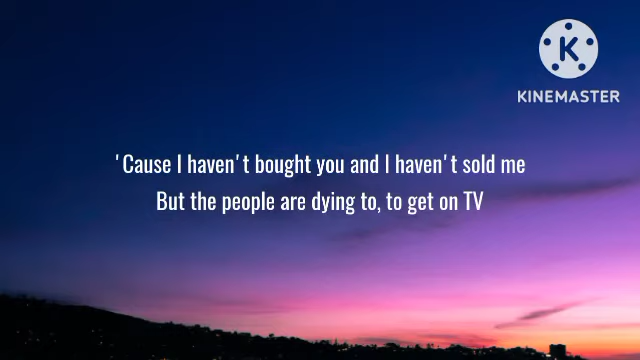 K
KINEMASTER
'Cause I haven't bought you and I haven't sold me
But the people are dying to, to get on TV